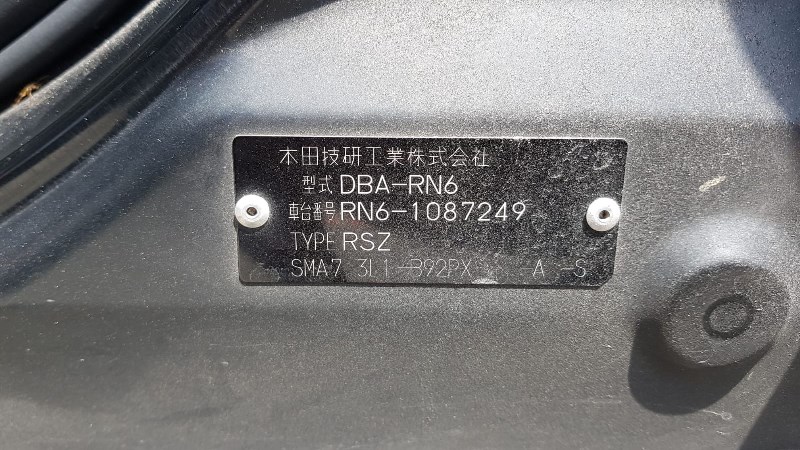 本田技研工業株式会社
型式 DBA-RN6
車台番号 RN6-1087249
TYPE RSZ
SMA7 3L1-B92PX -A -S